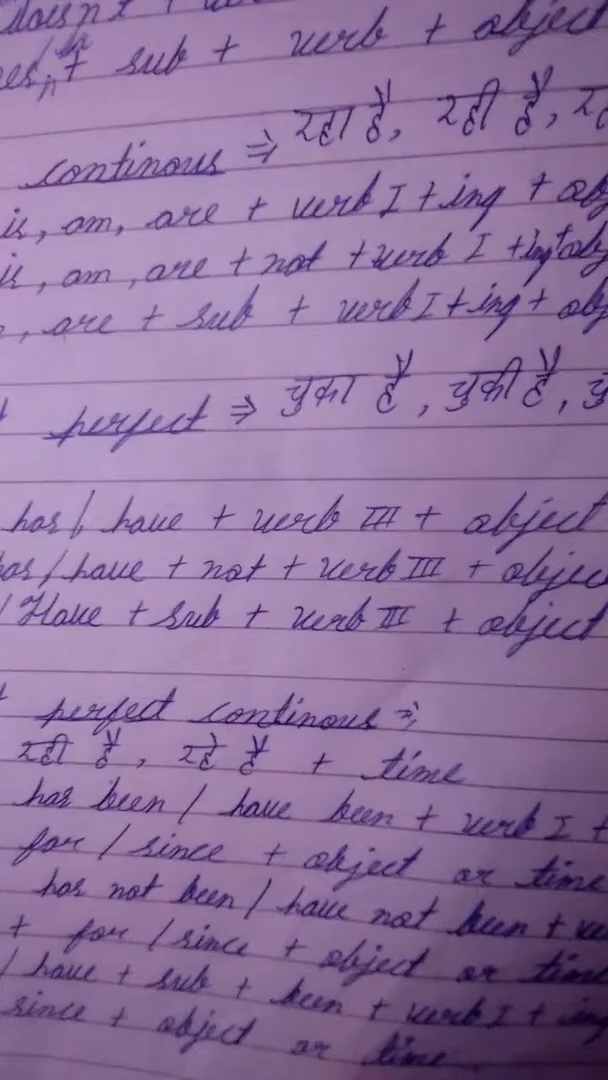 doesn't +
+ sub + verb + object
continous ⇒ रहा है, रही है,
is, am, are + verb I + ing + obj
is, am, are + not + verb I + ing + obj
, are + sub + verb I + ing + obj
perfect ⇒ चुका है, चुकी है,
has / have + verb III + object
has / have + not + verb III + object
/ Have + sub + verb III + object
perfect continous ⇒
रही है, रहे है + time
has been / have been + verb I +
for / since + object or time
has not been / have not been + ve
+ for / since + object or time
/ have + sub + been + verb I + ing
since + object or time